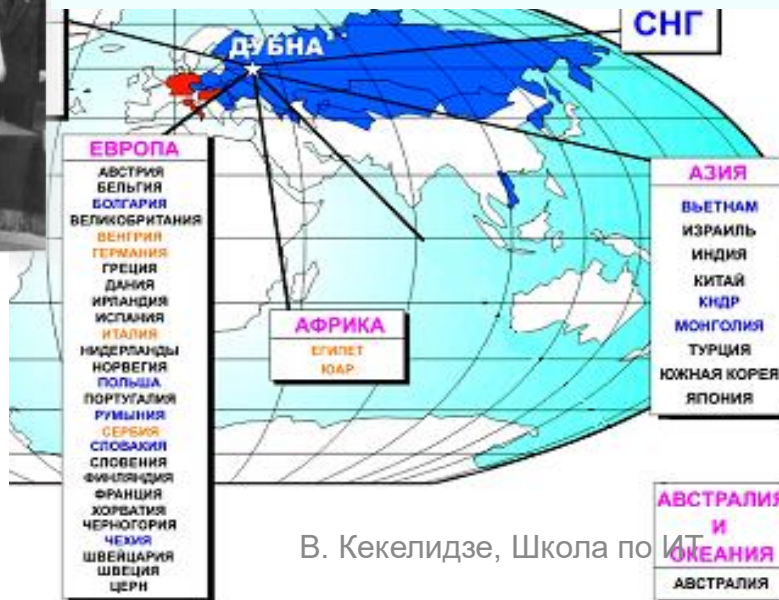 СНГ
ДУБНА
ЕВРОПА
АВСТРИЯ
БЕЛЬГИЯ
БОЛГАРИЯ
ВЕЛИКОБРИТАНИЯ
ВЕНГРИЯ
ГЕРМАНИЯ
ГРЕЦИЯ
ДАНИЯ
ИРЛАНДИЯ
ИСПАНИЯ
ИТАЛИЯ
НИДЕРЛАНДЫ
НОРВЕГИЯ
ПОЛЬША
ПОРТУГАЛИЯ
РУМЫНИЯ
СЕРБИЯ
СЛОВАКИЯ
СЛОВЕНИЯ
ФИНЛЯНДИЯ
ФРАНЦИЯ
ХОРВАТИЯ
ЧЕРНОГОРИЯ
ЧЕХИЯ
ШВЕЙЦАРИЯ
ШВЕЦИЯ
ЦЕРН
АФРИКА
ЕГИПЕТ
ЮАР
АЗИЯ
ВЬЕТНАМ
ИЗРАИЛЬ
ИНДИЯ
КИТАЙ
КНДР
МОНГОЛИЯ
ТУРЦИЯ
ЮЖНАЯ КОРЕЯ
ЯПОНИЯ
АВСТРАЛИЯ
И
ОКЕАНИЯ
АВСТРАЛИЯ
В. Кекелидзе, Школа по ИТ